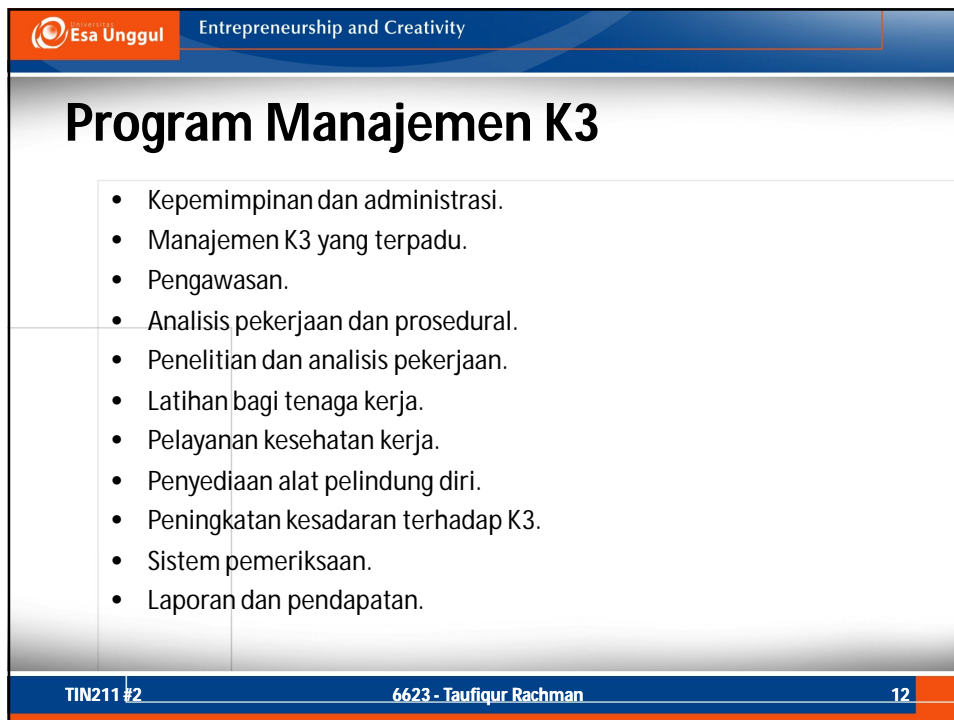 Universitas
Esa Unggul
Entrepreneurship and Creativity
Program Manajemen K3
• Kepemimpinan dan administrasi.
• Manajemen K3 yang terpadu.
• Pengawasan.
• Analisis pekerjaan dan prosedural.
• Penelitian dan analisis pekerjaan.
• Latihan bagi tenaga kerja.
• Pelayanan kesehatan kerja.
• Penyediaan alat pelindung diri.
• Peningkatan kesadaran terhadap K3.
• Sistem pemeriksaan.
• Laporan dan pendapatan.
TIN211 #2 6623 - Taufiqur Rachman 12